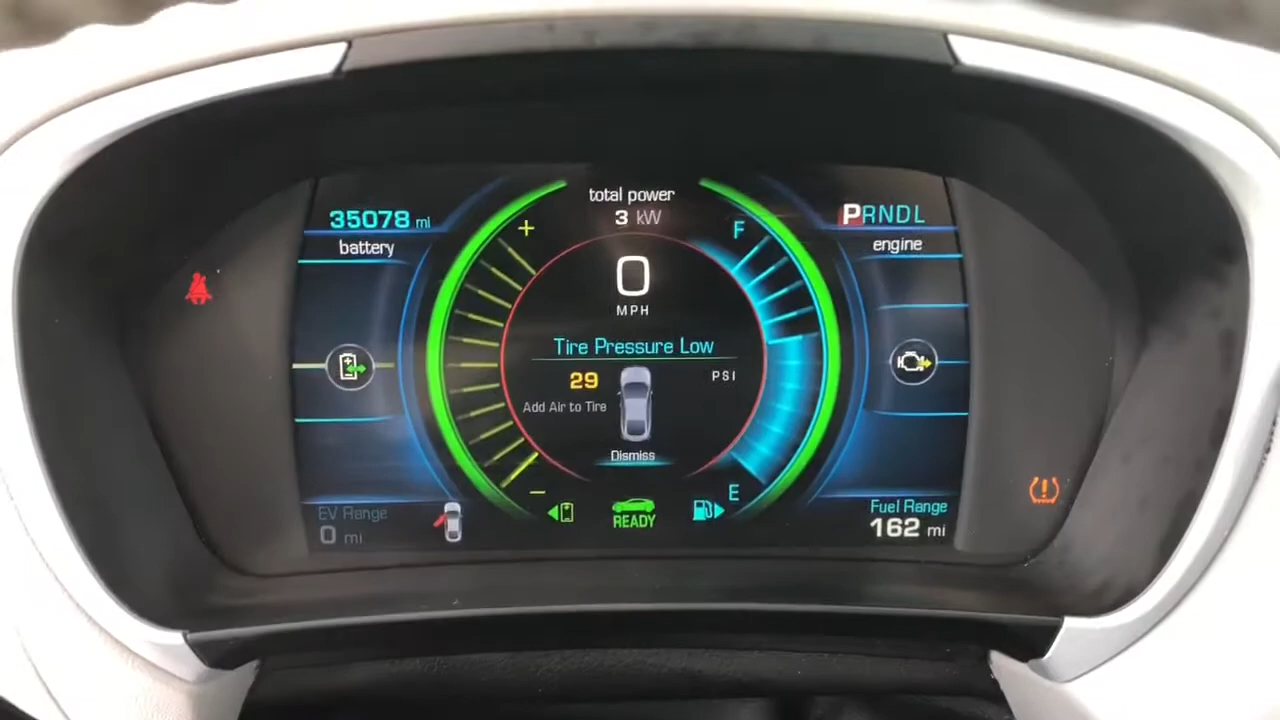 35078 mi
battery
total power
3 kW
PRNDL
engine
+
F
0
MPH
Tire Pressure Low
29
PSI
Add Air to Tire
Dismiss
−
E
READY
EV Range
0 mi
Fuel Range
162 mi